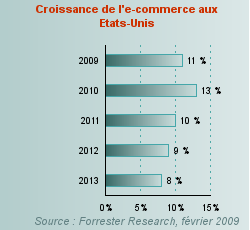 Croissance de l'e-commerce aux
Etats-Unis
2009 11 %
2010 13 %
2011 10 %
2012 9 %
2013 8 %
0 % 5 % 10 % 15 %
Source : Forrester Research, février 2009